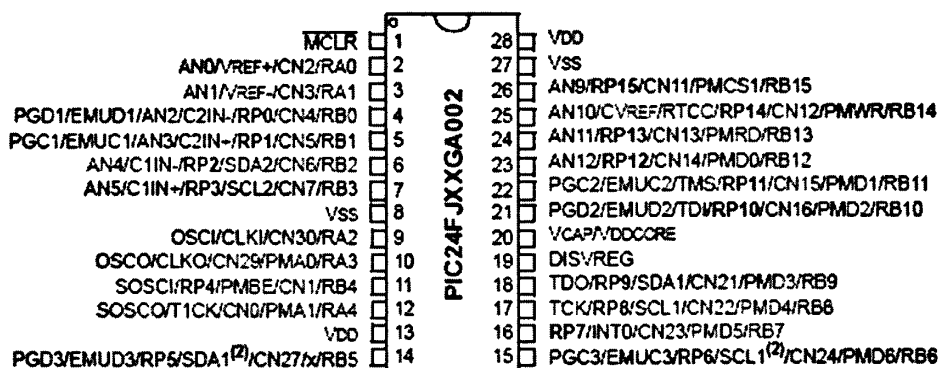 MCLR 1
AN0/VREF+/CN2/RA0 2
AN1/VREF-/CN3/RA1 3
PGD1/EMUD1/AN2/C2IN-/RP0/CN4/RB0 4
PGC1/EMUC1/AN3/C2IN+/RP1/CN5/RB1 5
AN4/C1IN-/RP2/SDA2/CN6/RB2 6
AN5/C1IN+/RP3/SCL2/CN7/RB3 7
VSS 8
OSCI/CLKI/CN30/RA2 9
OSCO/CLKO/CN29/PMA0/RA3 10
SOSCI/RP4/PMBE/CN1/RB4 11
SOSCO/T1CK/CN0/PMA1/RA4 12
VDD 13
PGD3/EMUD3/RP5/SDA1(2)/CN27/x/RB5 14
PIC24FJXXGA002
28 VDD
27 VSS
26 AN9/RP15/CN11/PMCS1/RB15
25 AN10/CVREF/RTCC/RP14/CN12/PMWR/RB14
24 AN11/RP13/CN13/PMRD/RB13
23 AN12/RP12/CN14/PMD0/RB12
22 PGC2/EMUC2/TMS/RP11/CN15/PMD1/RB11
21 PGD2/EMUD2/TDI/RP10/CN16/PMD2/RB10
20 VCAP/VDDCORE
19 DISVREG
18 TDO/RP9/SDA1/CN21/PMD3/RB9
17 TCK/RP8/SCL1/CN22/PMD4/RB8
16 RP7/INT0/CN23/PMD5/RB7
15 PGC3/EMUC3/RP6/SCL1(2)/CN24/PMD6/RB6